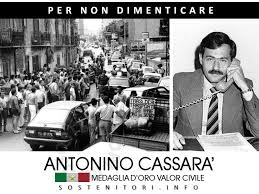 PER NON DIMENTICARE
ANTONINO CASSARA'
MEDAGLIA D'ORO VALOR CIVILE
SOSTENITORI.INFO